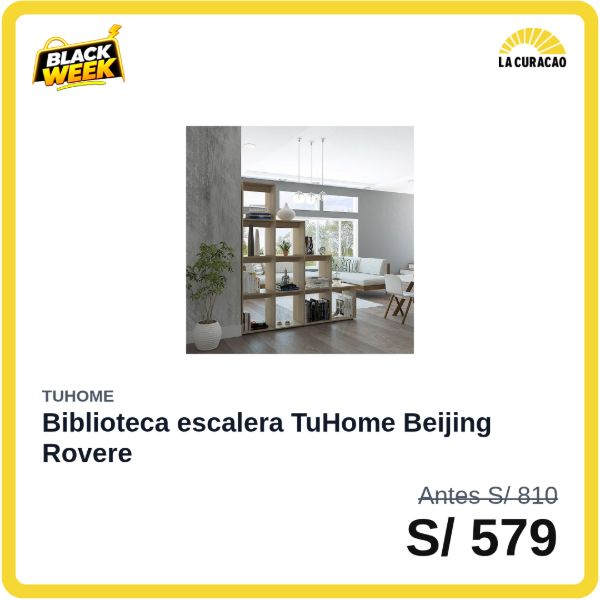 BLACK
WEEK
LA CURACAO
TUHOME
Biblioteca escalera TuHome Beijing
Rovere
Antes S/ 810
S/ 579